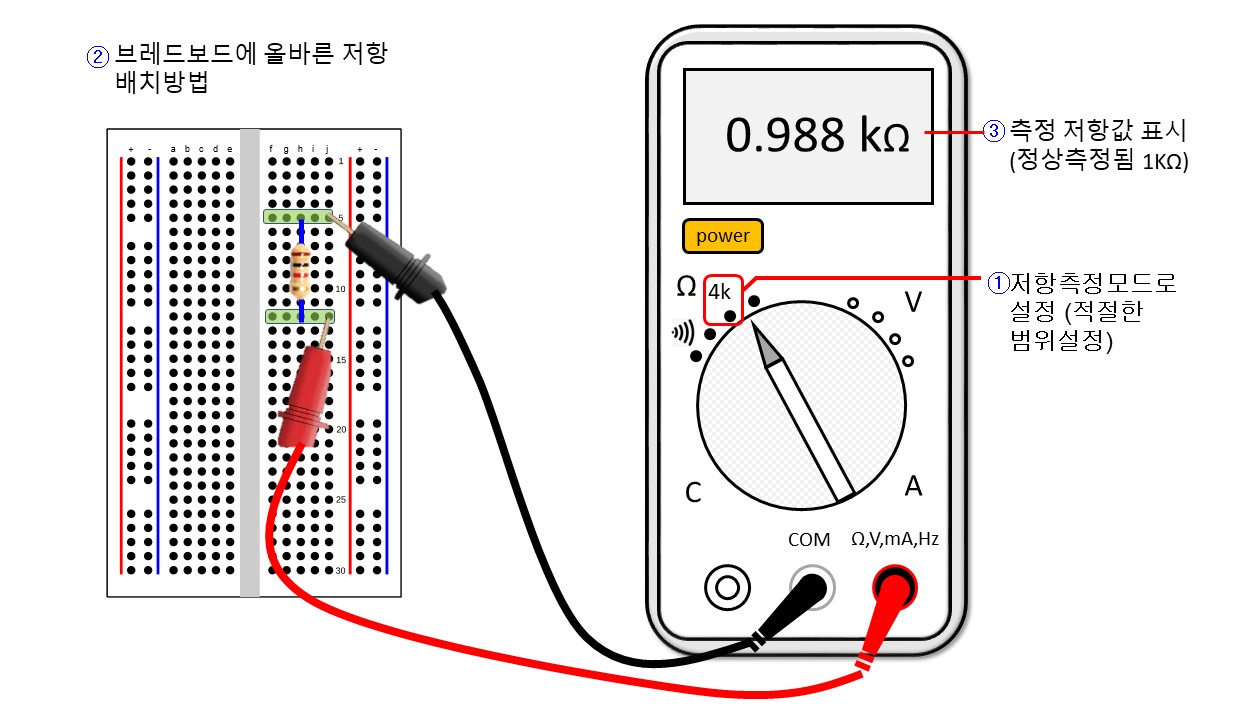 ② 브레드보드에 올바른 저항
배치방법
+ - a b c d e f g h i j + -
1
5
10
15
20
25
30
0.988 kΩ
③ 측정 저항값 표시
(정상측정됨 1KΩ)
power
Ω 4k V
① 저항측정모드로
설정 (적절한
범위설정)
C A
COM Ω,V,mA,Hz